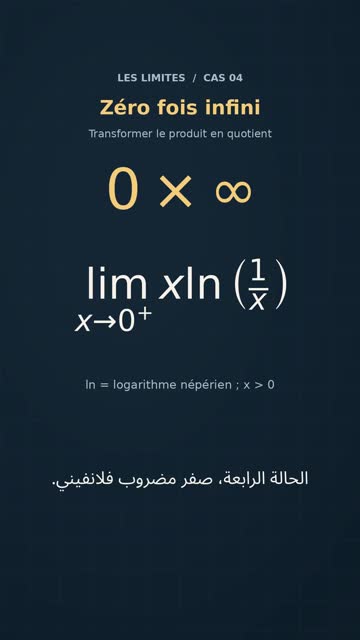 LES LIMITES / CAS 04
Zéro fois infini
Transformer le produit en quotient
0 × ∞
lim x→0⁺ x ln (1/x)
ln = logarithme népérien ; x > 0
الحالة الرابعة، صفر مضروب فلانفيني.